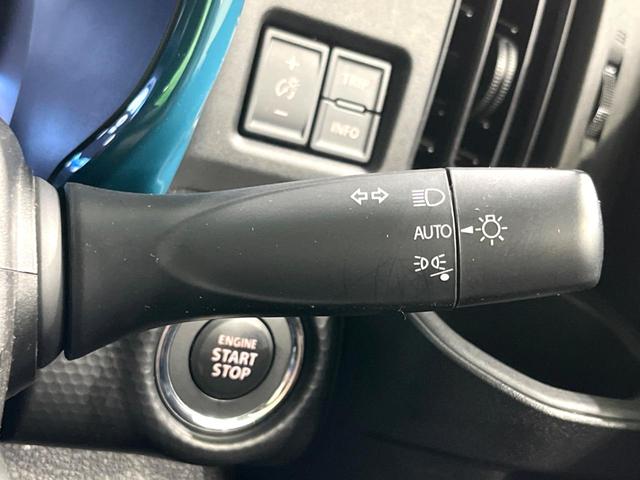 +
-
TRIP
INFO
AUTO
ENGINE
START
STOP